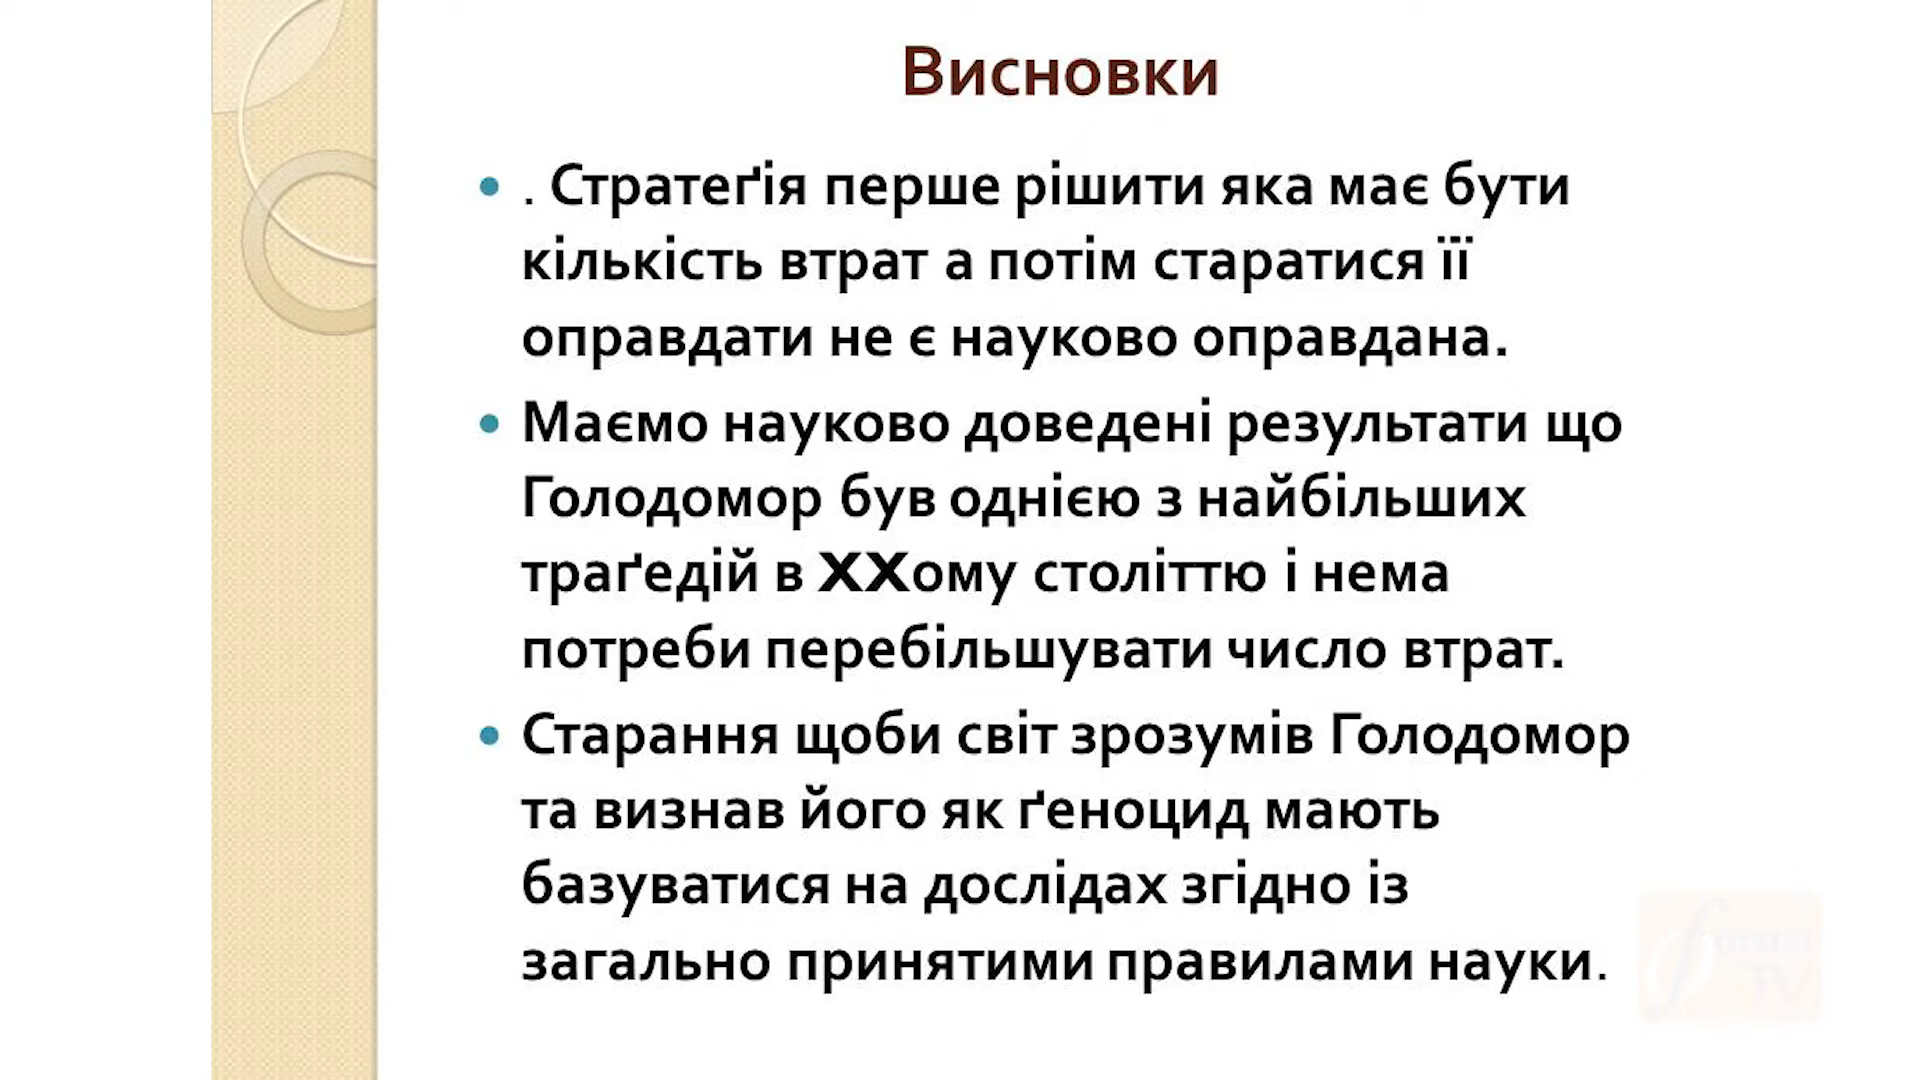 Висновки
. Стратеґія перше рішити яка має бути
кількість втрат а потім старатися її
оправдати не є науково оправдана.
Маємо науково доведені результати що
Голодомор був однією з найбільших
траґедій в XXому століттю і нема
потреби перебільшувати число втрат.
Старання щоби світ зрозумів Голодомор
та визнав його як ґеноцид мають
базуватися на дослідах згідно із
загально принятими правилами науки.
TV